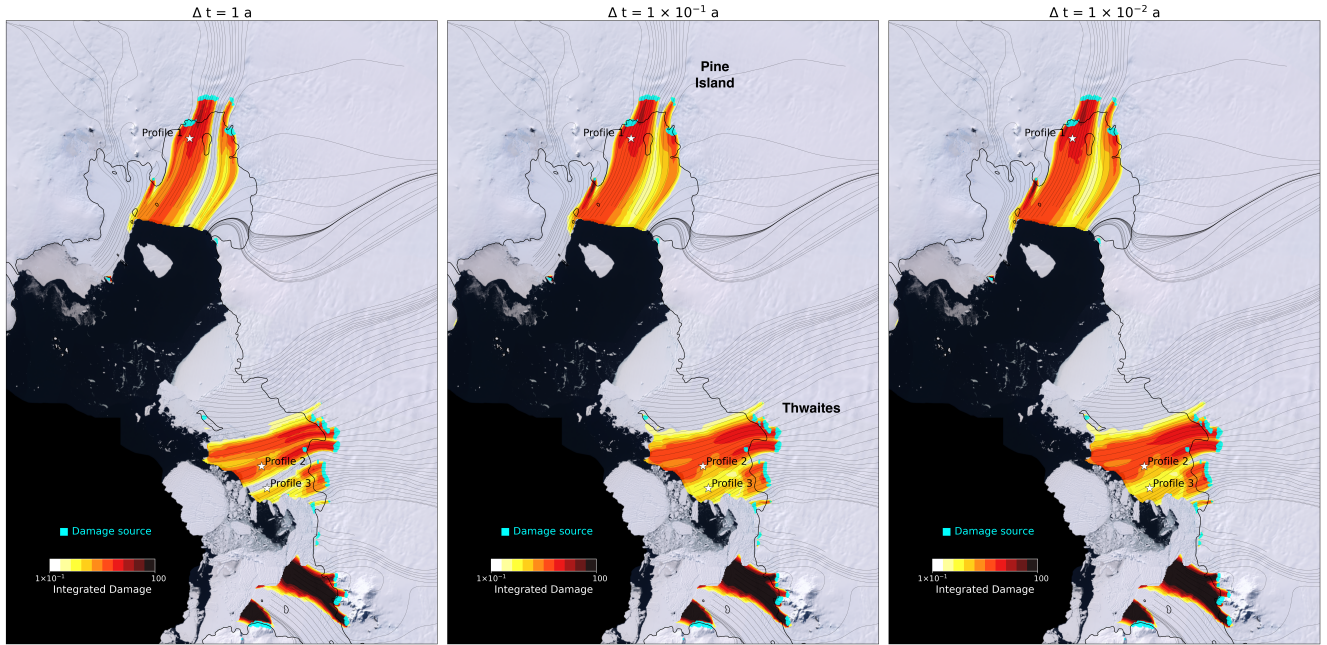 Δ t = 1 a
Profile 1
Profile 2
Profile 3
Damage source
1×10⁻¹ 100
Integrated Damage
Δ t = 1 × 10⁻¹ a
Pine
Island
Profile 1
Thwaites
Profile 2
Profile 3
Damage source
1×10⁻¹ 100
Integrated Damage
Δ t = 1 × 10⁻² a
Profile 1
Profile 2
Profile 3
Damage source
1×10⁻¹ 100
Integrated Damage